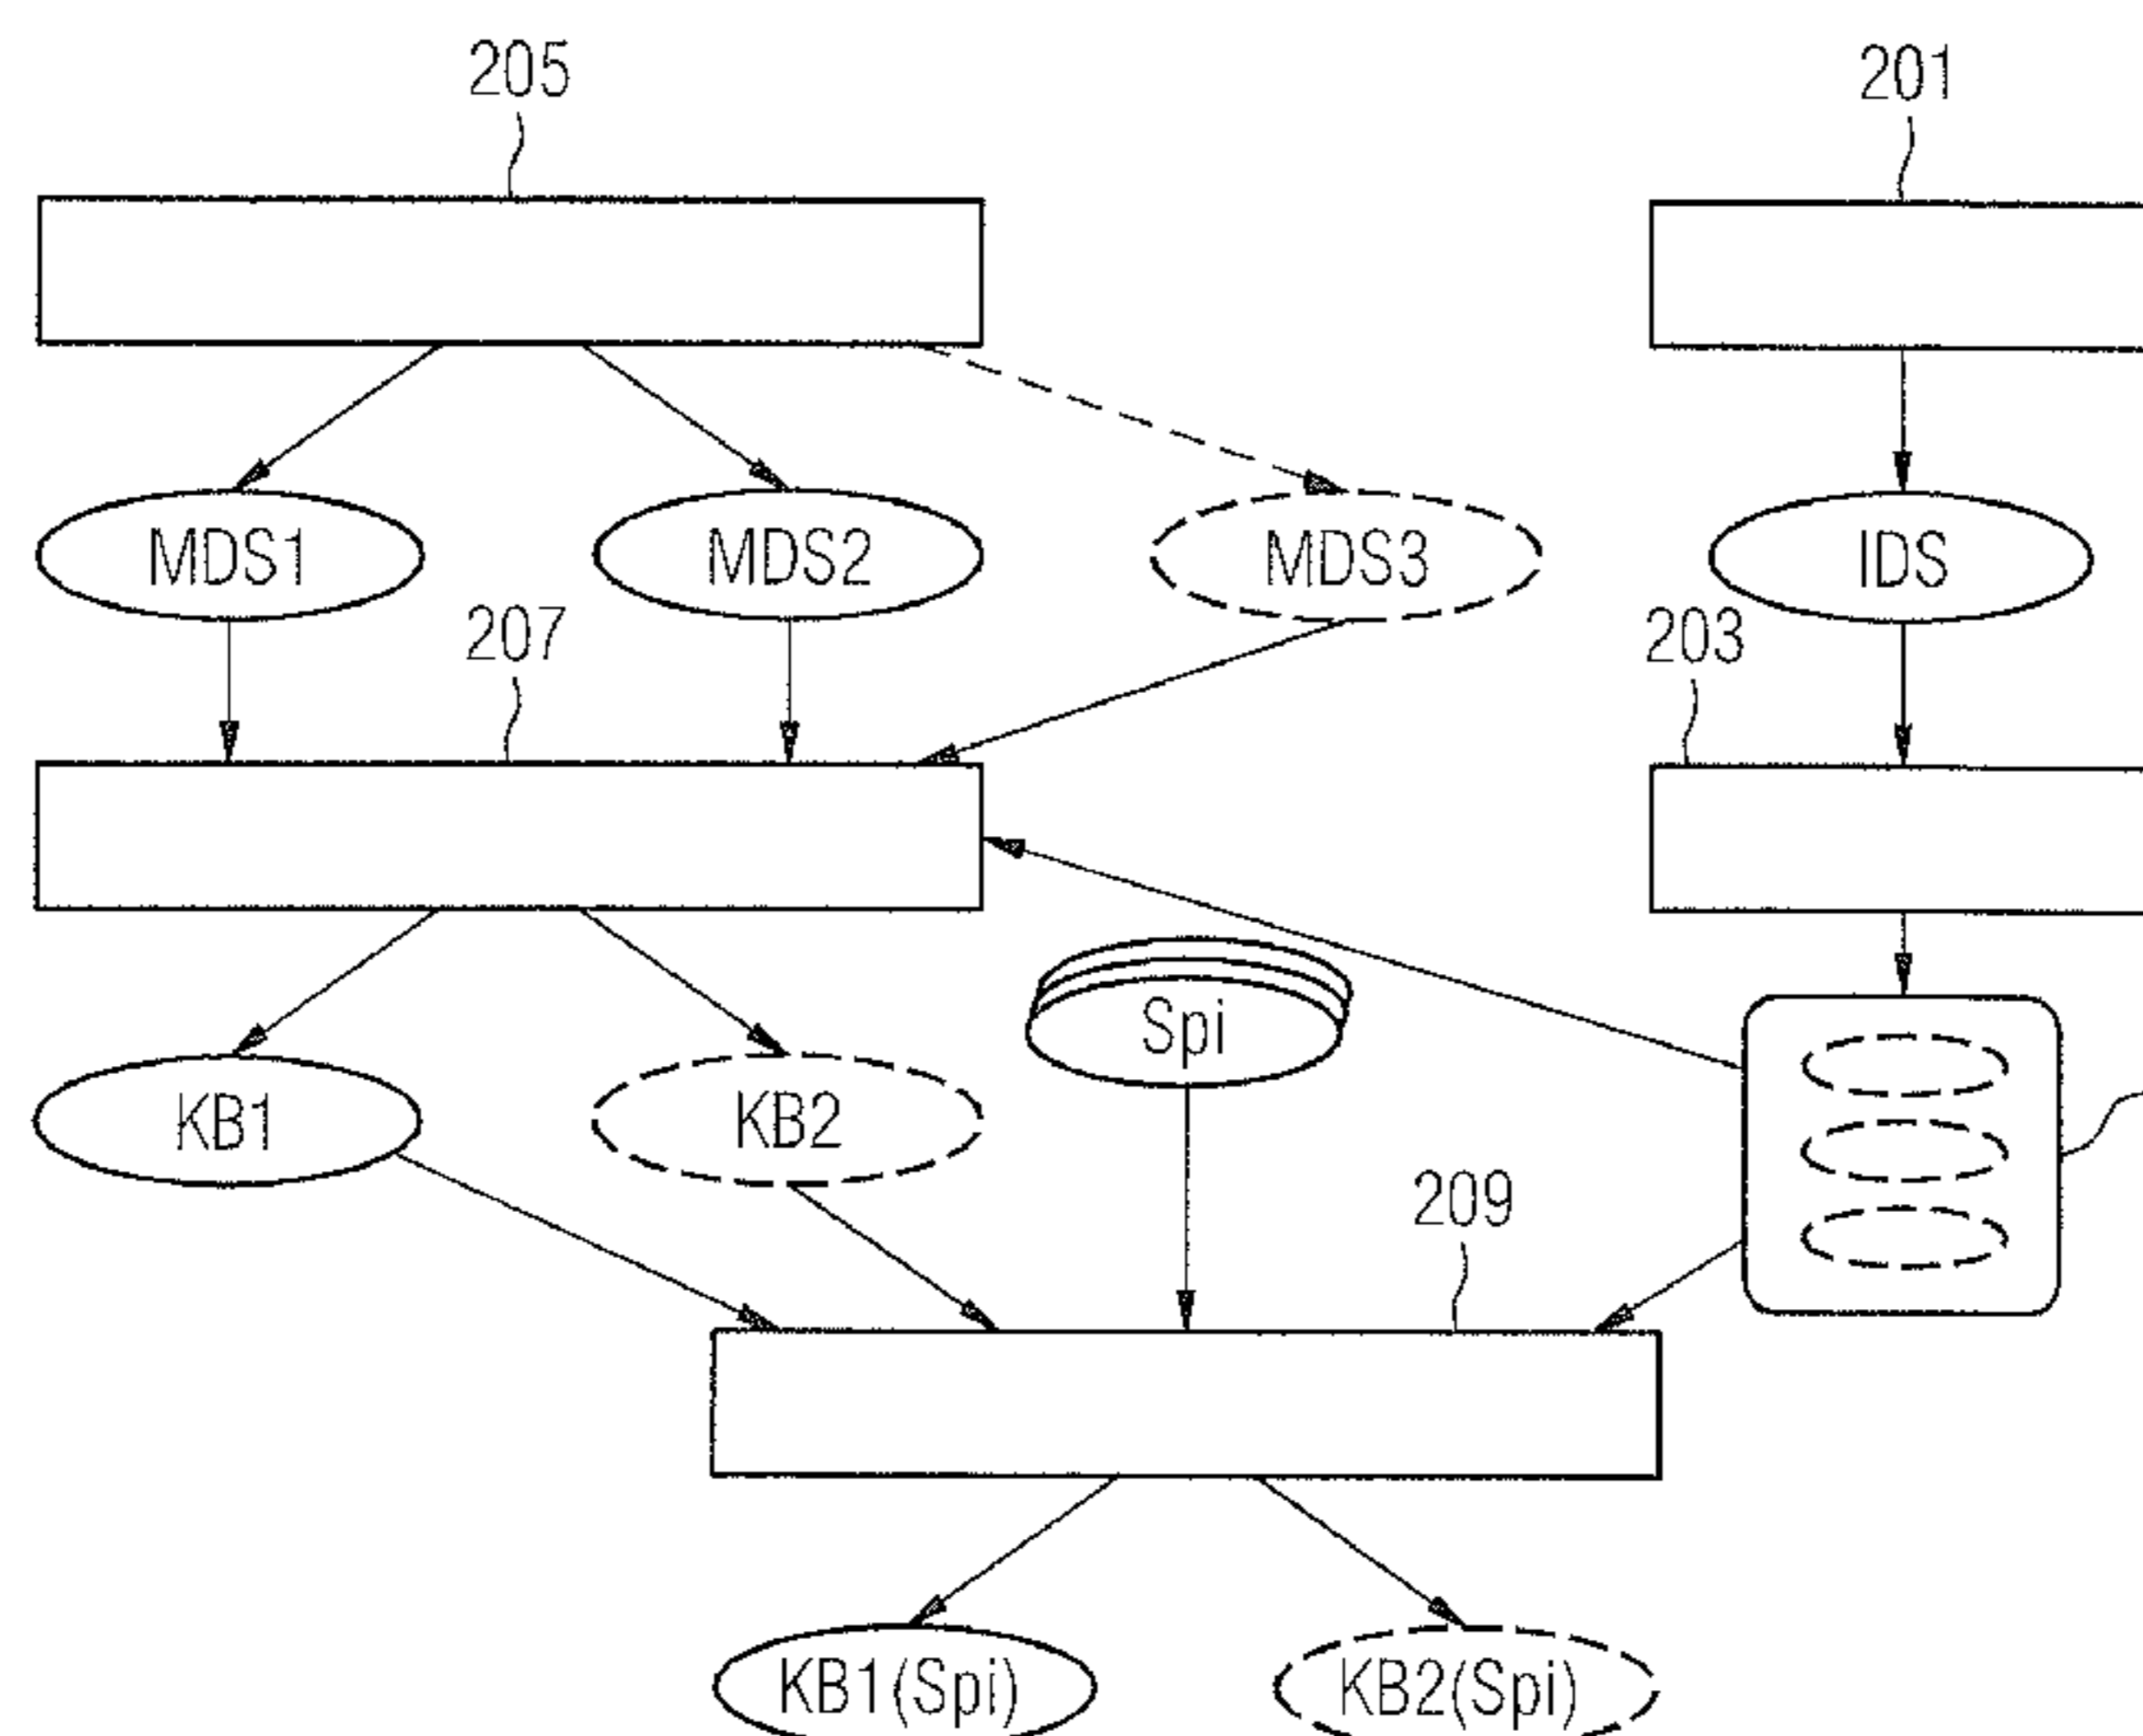 205
201
MDS1
MDS2
MDS3
IDS
207
203
Spi
KB1
KB2
209
KB1(Spi)
KB2(Spi)